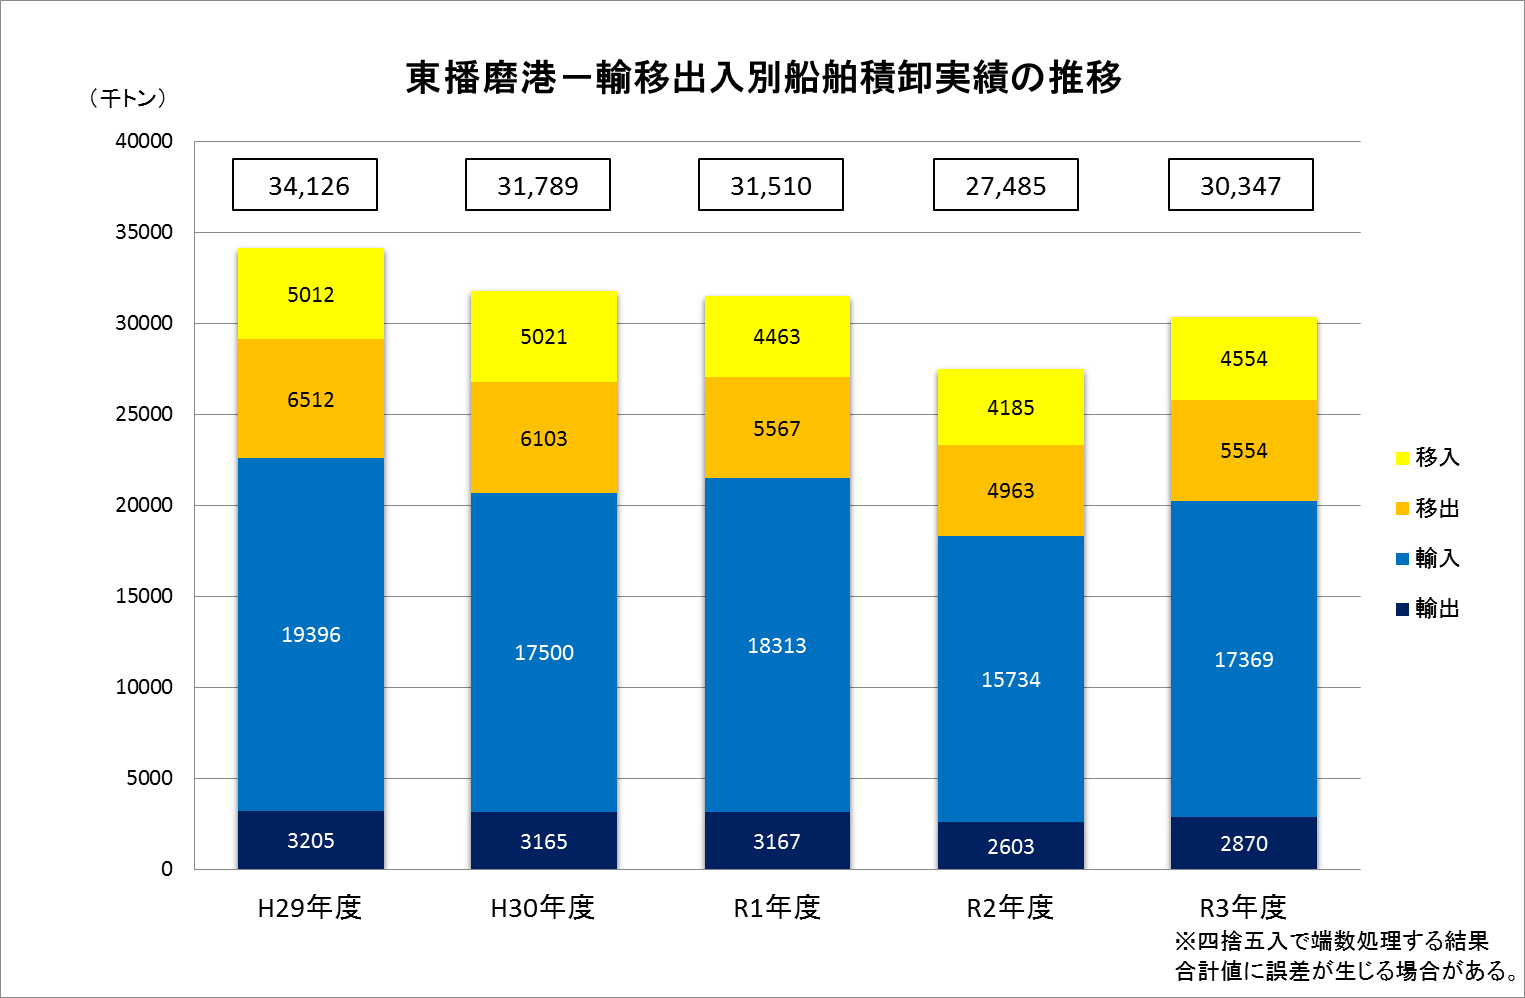 東播磨港－輸移出入別船舶積卸実績の推移
（千トン）
40000
34,126 31,789 31,510 27,485 30,347
35000
30000
25000
20000
15000
10000
5000
0
5012 5021 4463 4185 4554
6512 6103 5567 4963 5554
19396 17500 18313 15734 17369
3205 3165 3167 2603 2870
移入
移出
輸入
輸出
H29年度 H30年度 R1年度 R2年度 R3年度
※四捨五入で端数処理する結果
合計値に誤差が生じる場合がある。